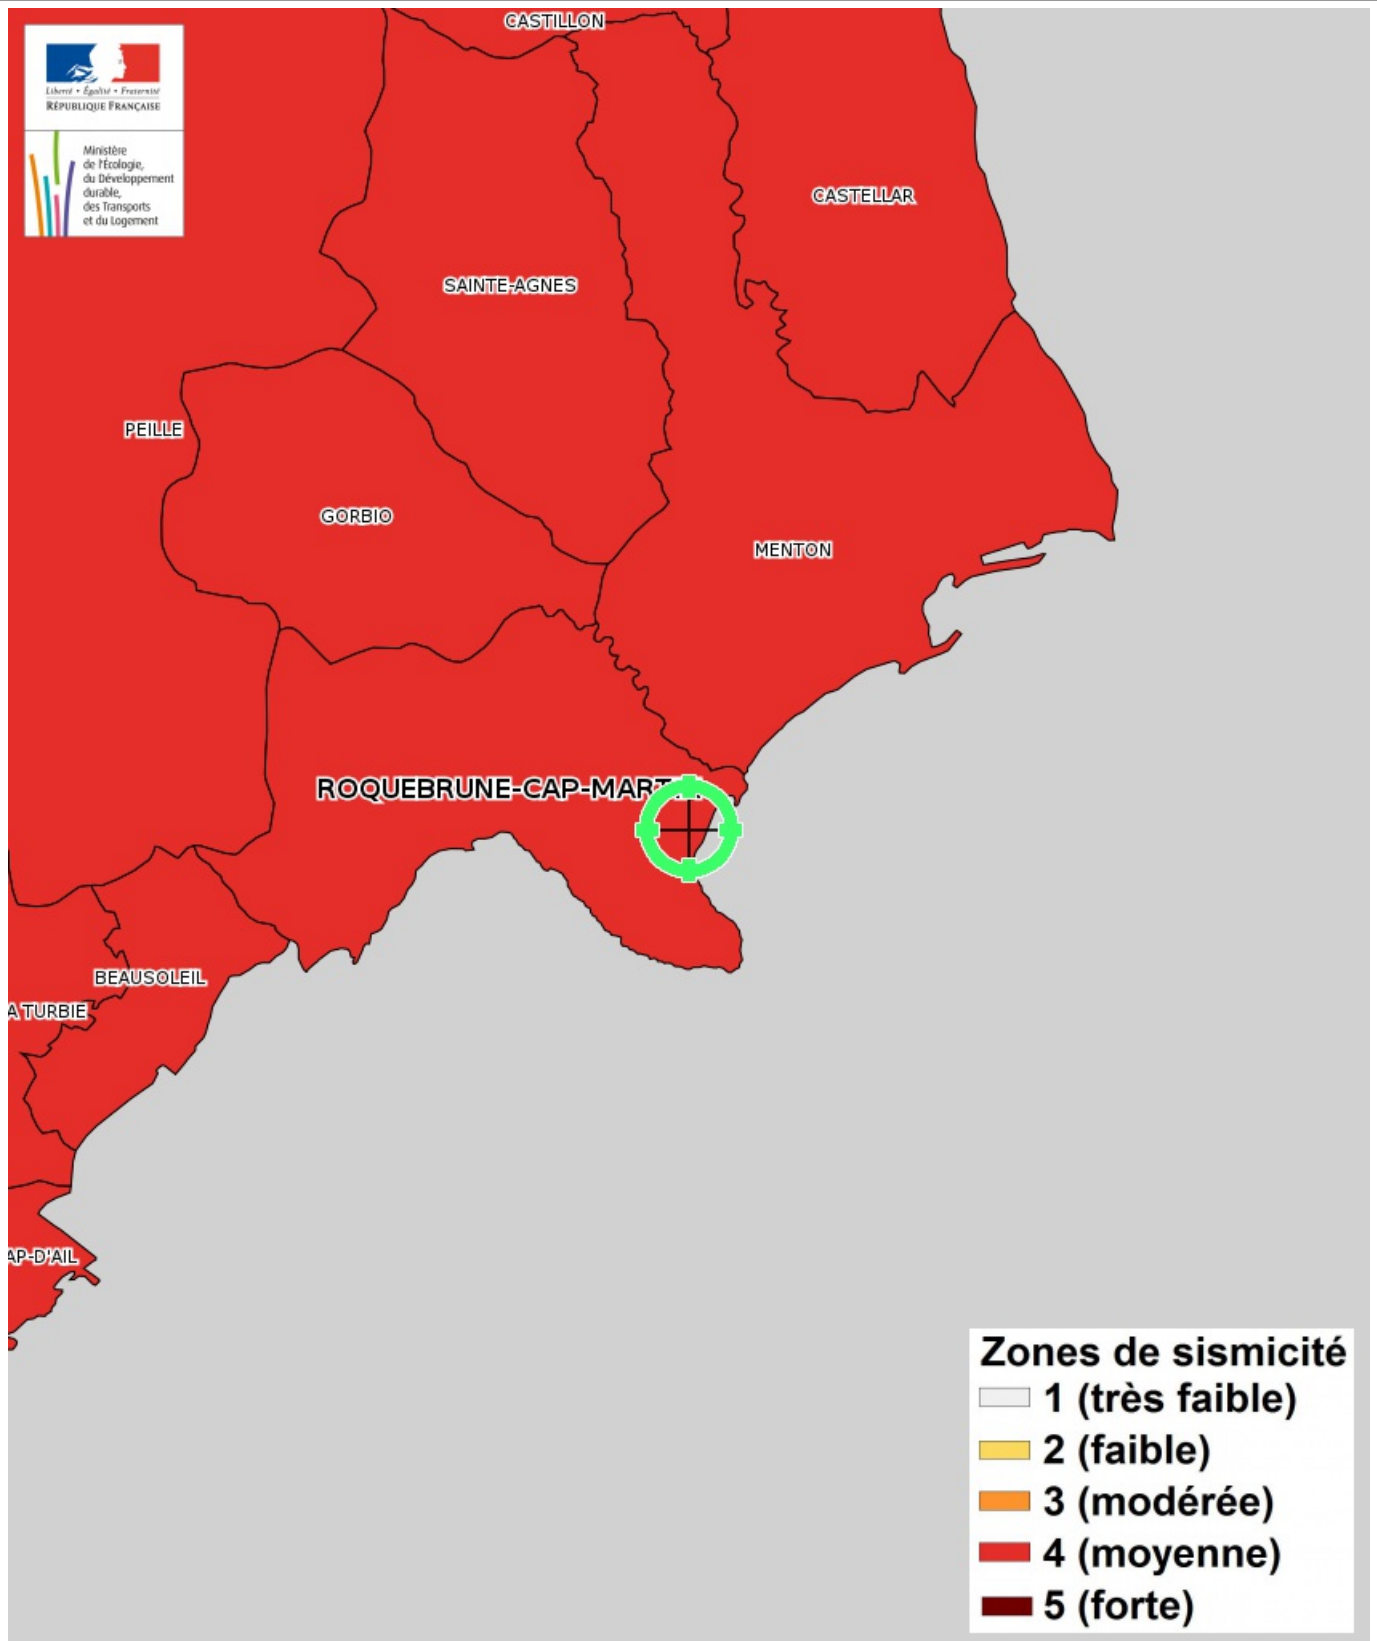 CASTILLON
Liberté • Égalité • Fraternité
RÉPUBLIQUE FRANÇAISE
Ministère
de l'Écologie,
du Développement
durable,
des Transports
et du Logement
CASTELLAR
SAINTE-AGNES
PEILLE
GORBIO
MENTON
ROQUEBRUNE-CAP-MART
BEAUSOLEIL
A TURBIE
AP-D'AIL
Zones de sismicité
1 (très faible)
2 (faible)
3 (modérée)
4 (moyenne)
5 (forte)